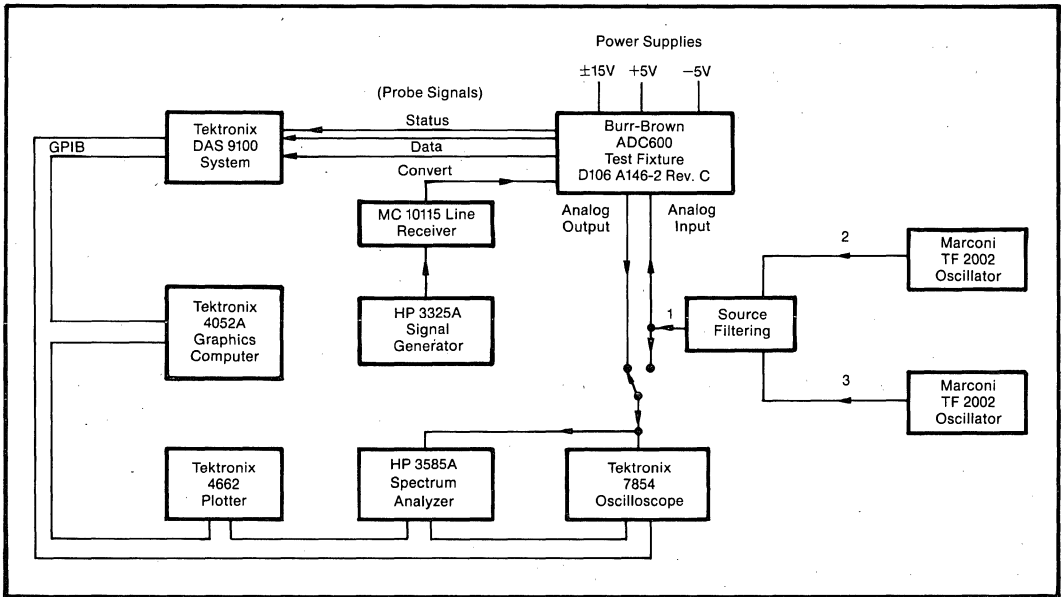 Power Supplies
±15V +5V −5V
(Probe Signals)
Status
Data
Convert
GPIB
Tektronix
DAS 9100
System
Burr-Brown
ADC600
Test Fixture
D106 A146-2 Rev. C
MC 10115 Line
Receiver
Analog
Output
Analog
Input
2
Marconi
TF 2002
Oscillator
Tektronix
4052A
Graphics
Computer
HP 3325A
Signal
Generator
1
Source
Filtering
3
Marconi
TF 2002
Oscillator
Tektronix
4662
Plotter
HP 3585A
Spectrum
Analyzer
Tektronix
7854
Oscilloscope